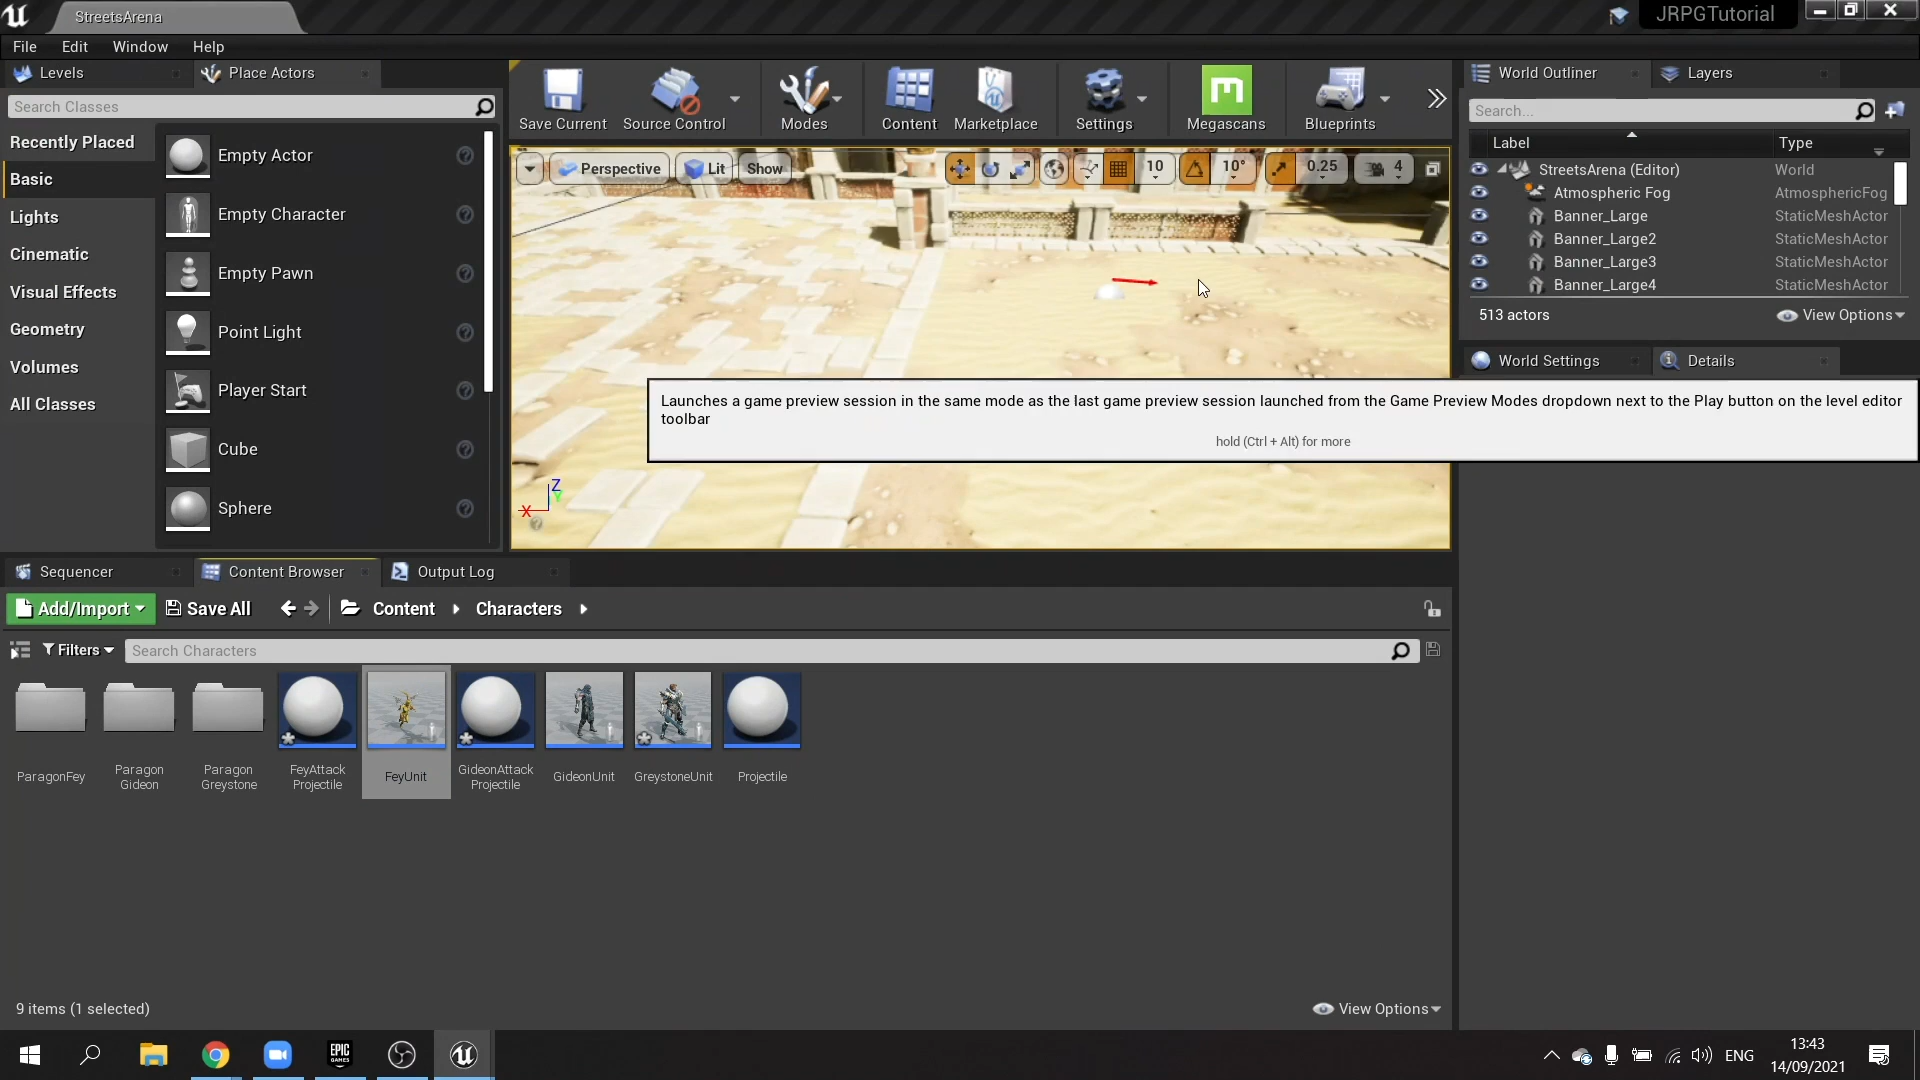 StreetsArena
JRPGTutorial
File Edit Window Help
Levels Place Actors
Search Classes
Recently Placed
Basic
Lights
Cinematic
Visual Effects
Geometry
Volumes
All Classes
Empty Actor
Empty Character
Empty Pawn
Point Light
Player Start
Cube
Sphere
Save Current Source Control Modes Content Marketplace Settings Megascans Blueprints
Perspective Lit Show 10 10° 0.25 4
Launches a game preview session in the same mode as the last game preview session launched from the Game Preview Modes dropdown next to the Play button on the level editor
toolbar
hold (Ctrl + Alt) for more
Z
Y
X
World Outliner Layers
Search...
Label Type
StreetsArena (Editor) World
Atmospheric Fog AtmosphericFog
Banner_Large StaticMeshActor
Banner_Large2 StaticMeshActor
Banner_Large3 StaticMeshActor
Banner_Large4 StaticMeshActor
513 actors View Options
World Settings Details
Sequencer Content Browser Output Log
Add/Import Save All Content Characters
Filters Search Characters
ParagonFey
Paragon
Gideon
Paragon
Greystone
FeyAttack
Projectile
FeyUnit
GideonAttack
Projectile
GideonUnit
GreystoneUnit
Projectile
9 items (1 selected) View Options
EPIC
GAMES
ENG
13:43
14/09/2021